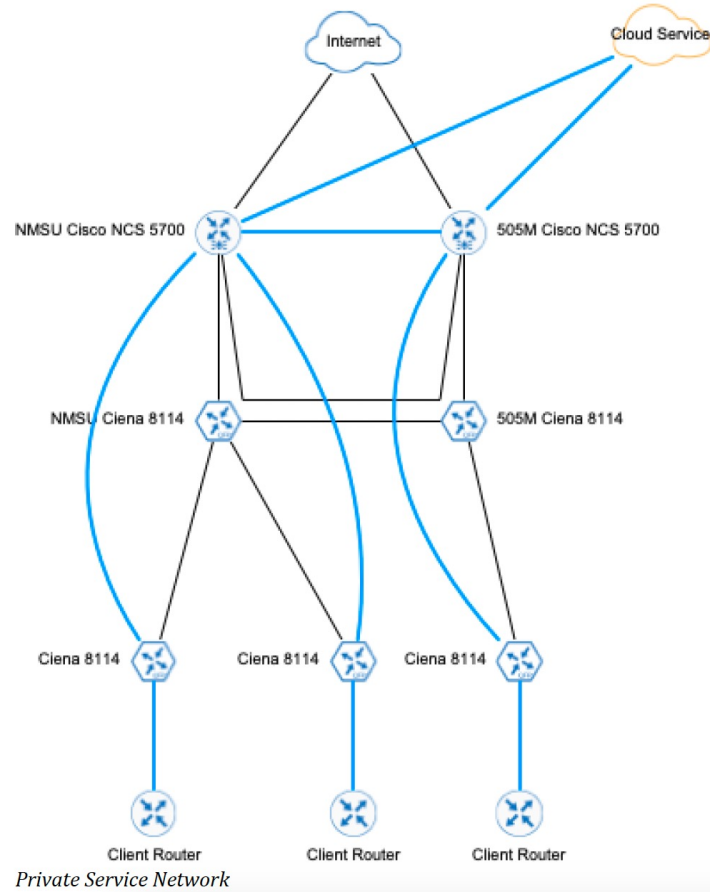 Internet
Cloud Service
NMSU Cisco NCS 5700
505M Cisco NCS 5700
NMSU Ciena 8114
505M Ciena 8114
Ciena 8114
Ciena 8114
Ciena 8114
Client Router
Client Router
Client Router
Private Service Network